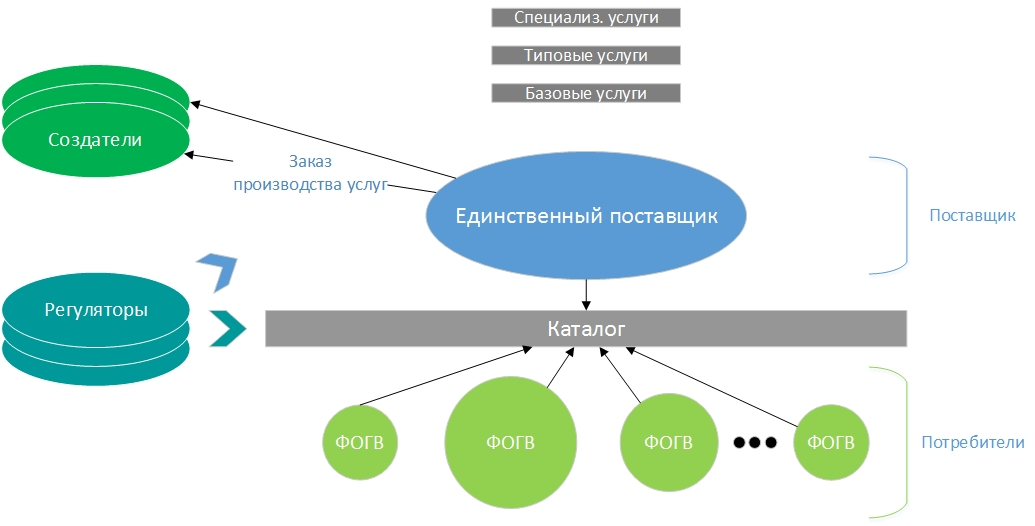 Специализ. услуги
Типовые услуги
Базовые услуги
Создатели
Заказ
производства услуг
Единственный поставщик
Поставщик
Регуляторы
Каталог
ФОГВ
ФОГВ
ФОГВ
ФОГВ
Потребители